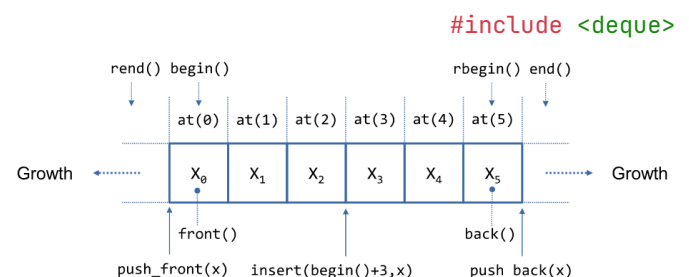 #include <deque>
rend() begin() rbegin() end()
at(0) at(1) at(2) at(3) at(4) at(5)
Growth X0 X1 X2 X3 X4 X5 Growth
front() back()
push_front(x) insert(begin()+3,x) push_back(x)